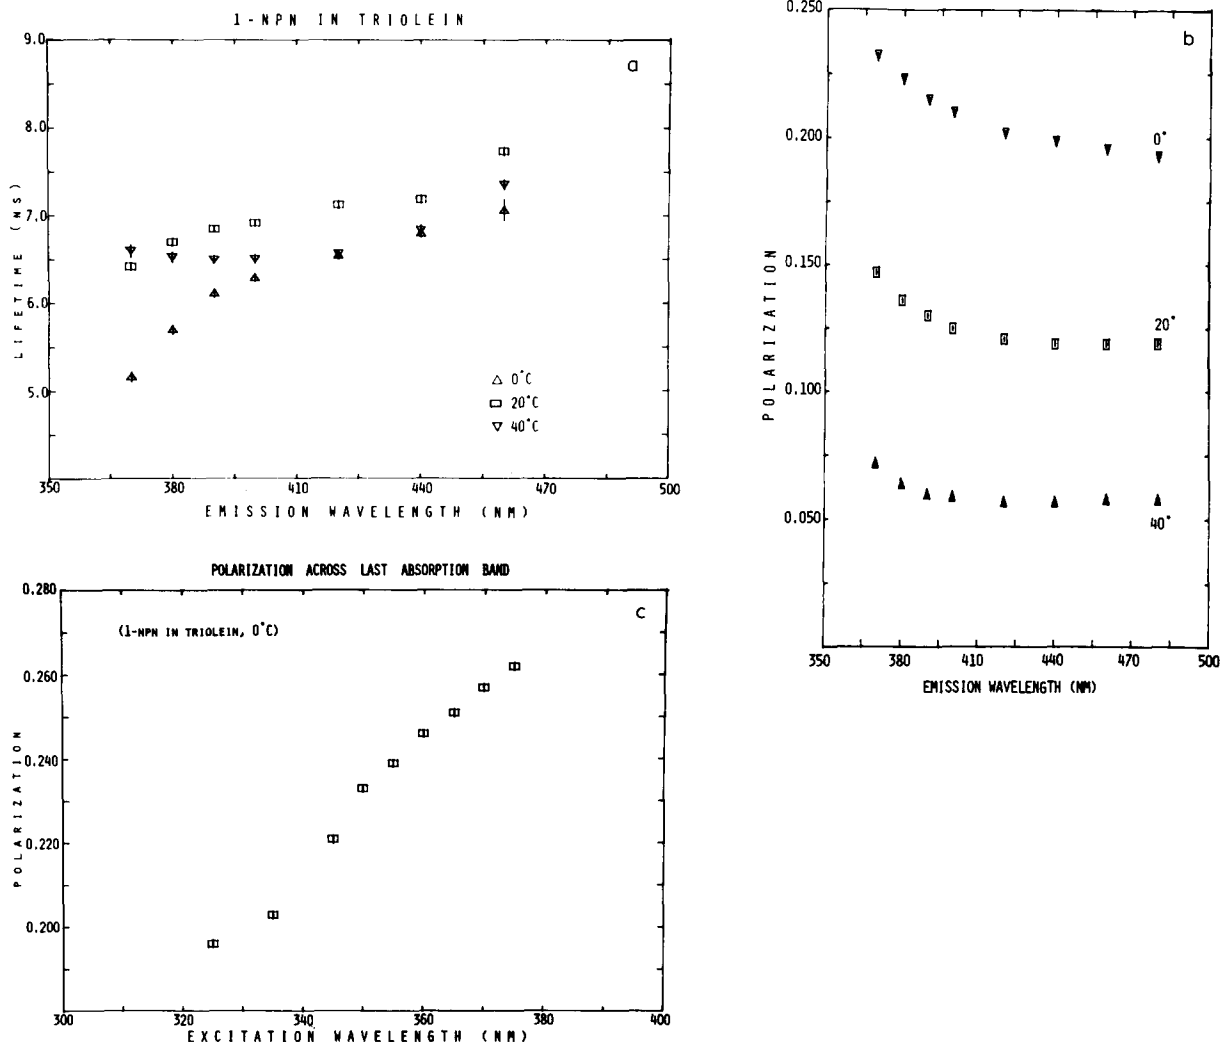 1-NPN IN TRIOLEIN
a
9.0
8.0
7.0
6.0
5.0
LIFETIME (NS)
△ 0°C
□ 20°C
▽ 40°C
350 380 410 440 470 500
EMISSION WAVELENGTH (NM)
b
0.250
0.200
0.150
0.100
0.050
POLARIZATION
0°
20°
40°
350 380 410 440 470 500
EMISSION WAVELENGTH (NM)
POLARIZATION ACROSS LAST ABSORPTION BAND
c
(1-NPN IN TRIOLEIN, 0°C)
0.280
0.260
0.240
0.220
0.200
POLARIZATION
300 320 340 360 380 400
EXCITATION WAVELENGTH (NM)